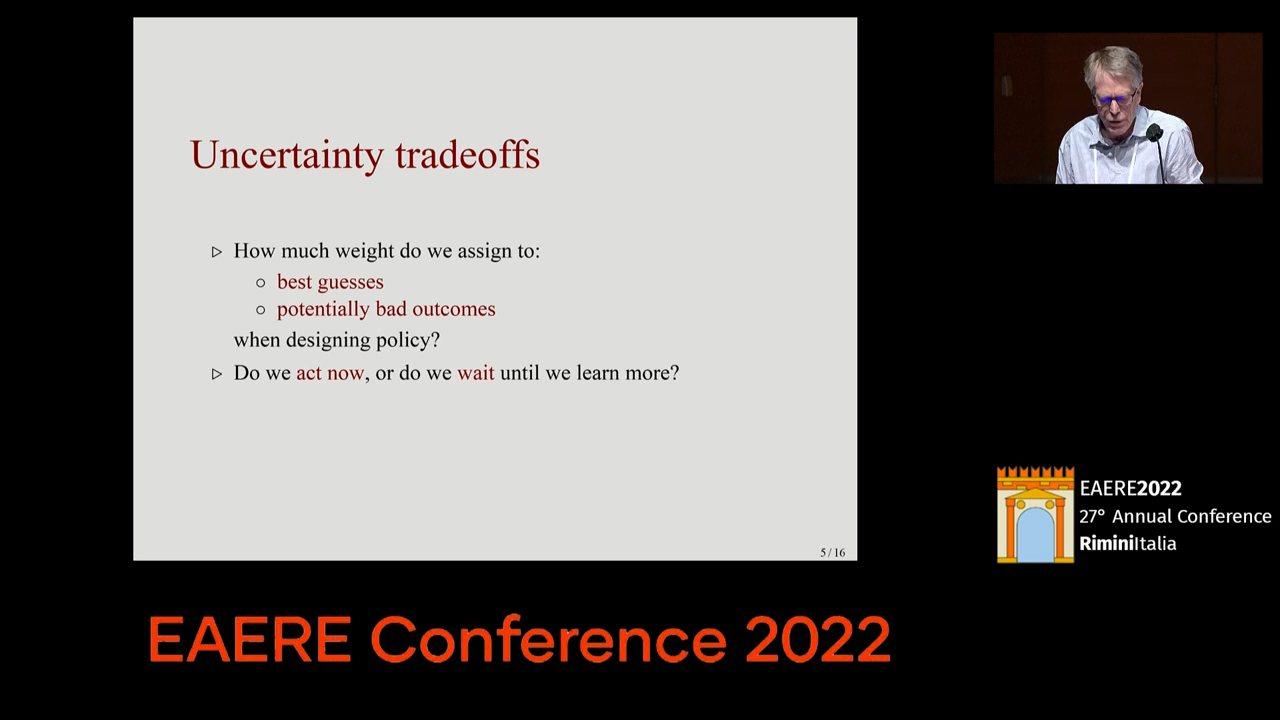 Uncertainty tradeoffs
▷ How much weight do we assign to:
○ best guesses
○ potentially bad outcomes
when designing policy?
▷ Do we act now, or do we wait until we learn more?
5 / 16
EAERE2022
27° Annual Conference
RiminiItalia
EAERE Conference 2022